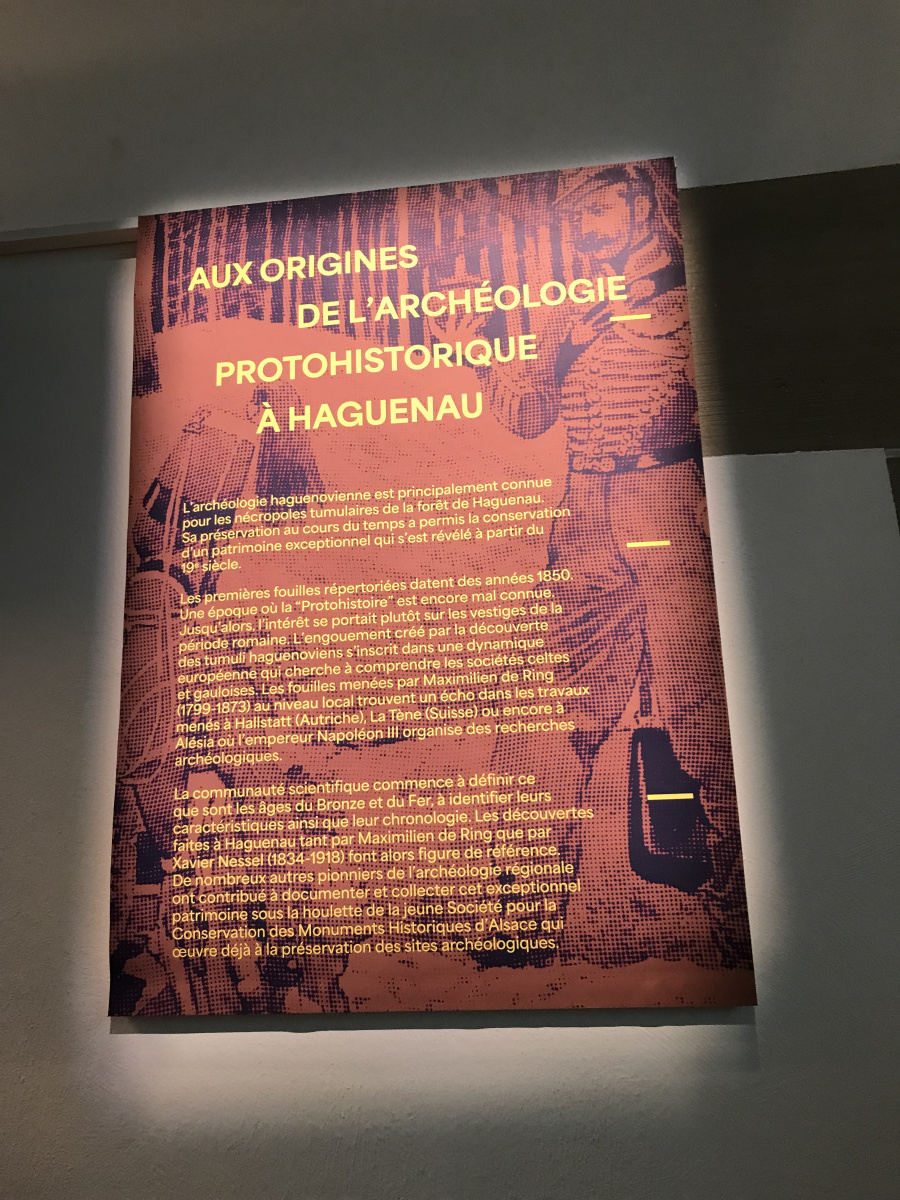 AUX ORIGINES
DE L'ARCHÉOLOGIE
PROTOHISTORIQUE
À HAGUENAU
L'archéologie haguenovienne est principalement connue
pour les nécropoles tumulaires de la forêt de Haguenau.
Sa préservation au cours du temps a permis la conservation
d'un patrimoine exceptionnel qui s'est révélé à partir du
19e siècle.
Les premières fouilles répertoriées datent des années 1850.
Une époque où la "Protohistoire" est encore mal connue.
Jusqu'alors, l'intérêt se portait plutôt sur les vestiges de la
période romaine. L'engouement créé par la découverte
des tumuli haguenoviens s'inscrit dans une dynamique
européenne qui cherche à comprendre les sociétés celtes
et gauloises. Les fouilles menées par Maximilien de Ring
(1799-1873) au niveau local trouvent un écho dans les travaux
menés à Hallstatt (Autriche), La Tène (Suisse) ou encore à
Alésia où l'empereur Napoléon III organise des recherches
archéologiques.
La communauté scientifique commence à définir ce
que sont les âges du Bronze et du Fer, à identifier leurs
caractéristiques ainsi que leur chronologie. Les découvertes
faites à Haguenau tant par Maximilien de Ring que par
Xavier Nessel (1834-1918) font alors figure de référence.
De nombreux autres pionniers de l'archéologie régionale
ont contribué à documenter et collecter cet exceptionnel
patrimoine sous la houlette de la jeune Société pour la
Conservation des Monuments Historiques d'Alsace qui
œuvre déjà à la préservation des sites archéologiques.